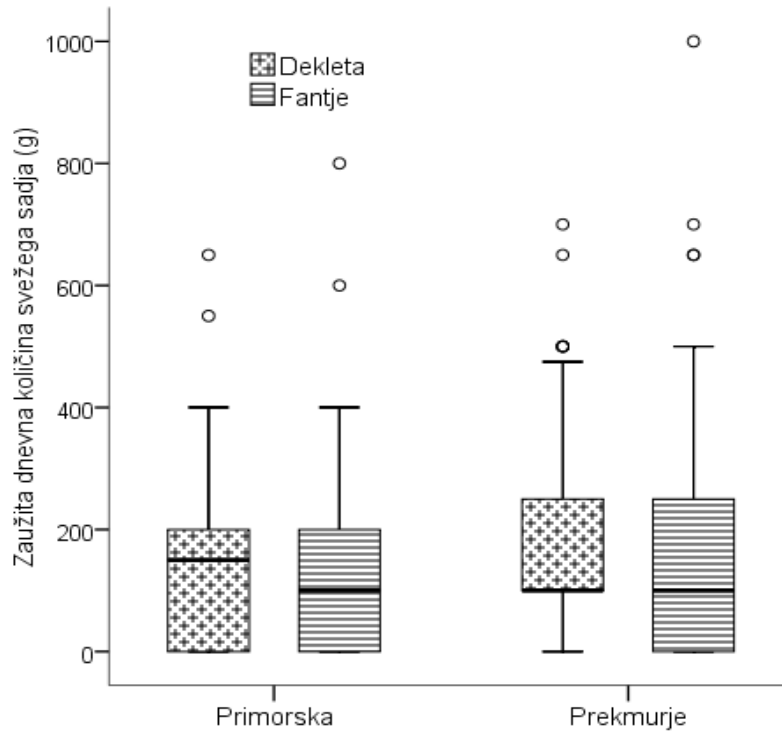 Zaužita dnevna količina svežega sadja (g)
1000
800
600
400
200
0
Dekleta
Fantje
Primorska
Prekmurje